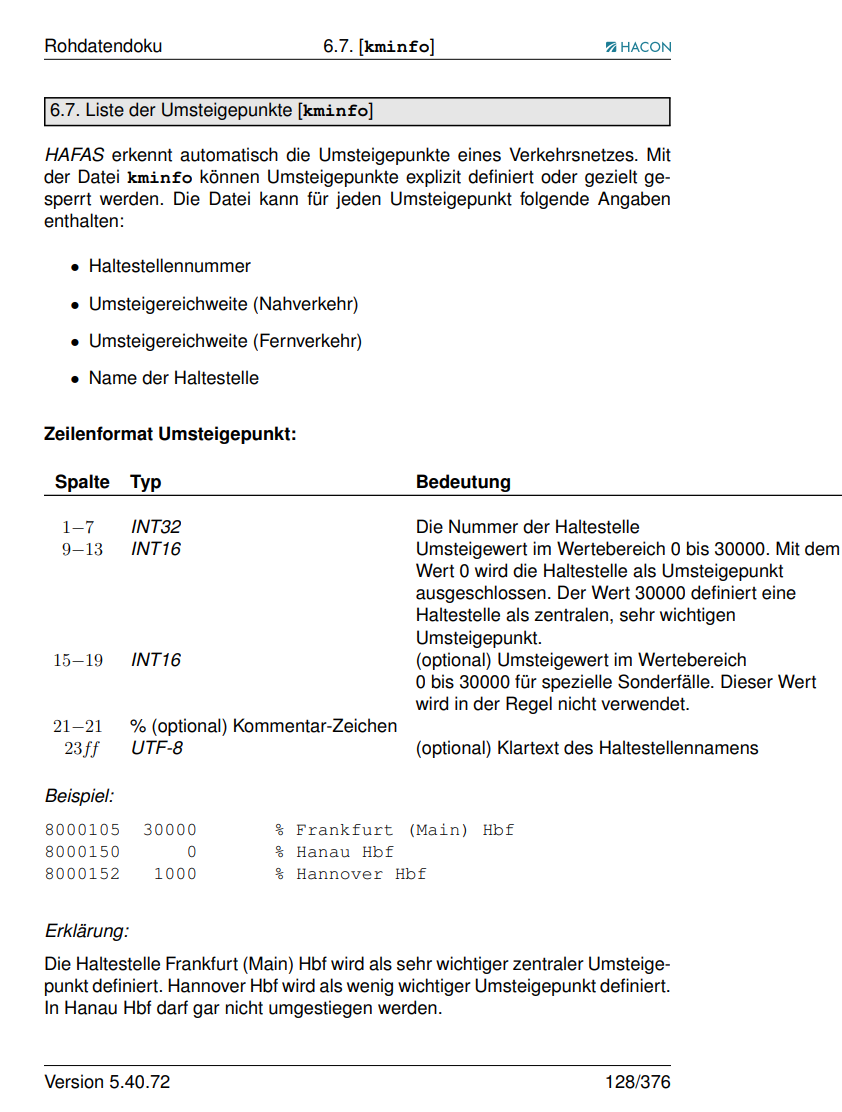 Rohdatendoku 6.7. [kminfo] HACON
6.7. Liste der Umsteigepunkte [kminfo]
HAFAS erkennt automatisch die Umsteigepunkte eines Verkehrsnetzes. Mit
der Datei kminfo können Umsteigepunkte explizit definiert oder gezielt ge-
sperrt werden. Die Datei kann für jeden Umsteigepunkt folgende Angaben
enthalten:
• Haltestellennummer
• Umsteigereichweite (Nahverkehr)
• Umsteigereichweite (Fernverkehr)
• Name der Haltestelle
Zeilenformat Umsteigepunkt:
Spalte Typ Bedeutung
1−7 INT32 Die Nummer der Haltestelle
9−13 INT16 Umsteigewert im Wertebereich 0 bis 30000. Mit dem
Wert 0 wird die Haltestelle als Umsteigepunkt
ausgeschlossen. Der Wert 30000 definiert eine
Haltestelle als zentralen, sehr wichtigen
Umsteigepunkt.
15−19 INT16 (optional) Umsteigewert im Wertebereich
0 bis 30000 für spezielle Sonderfälle. Dieser Wert
wird in der Regel nicht verwendet.
21−21 % (optional) Kommentar-Zeichen
23ff UTF-8 (optional) Klartext des Haltestellennamens
Beispiel:
8000105 30000 % Frankfurt (Main) Hbf
8000150 0 % Hanau Hbf
8000152 1000 % Hannover Hbf
Erklärung:
Die Haltestelle Frankfurt (Main) Hbf wird als sehr wichtiger zentraler Umsteige-
punkt definiert. Hannover Hbf wird als wenig wichtiger Umsteigepunkt definiert.
In Hanau Hbf darf gar nicht umgestiegen werden.
Version 5.40.72 128/376